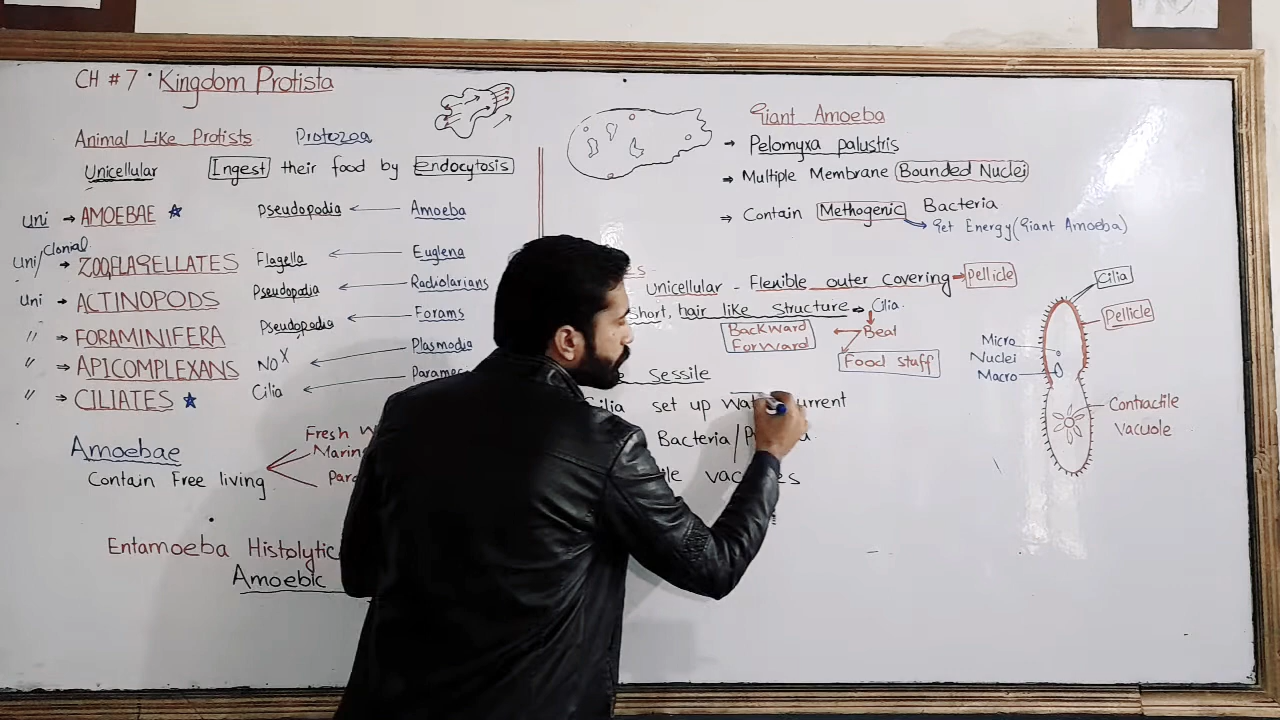 CH # 7 Kingdom Protista
Animal Like Protists Protozoa
Unicellular Ingest their food by endocytosis
Uni → AMOEBAE Pseudopodia ← Amoeba
Uni/Clonial → ZOOFLAGELLATES Flagella ← Euglena
Uni → ACTINOPODS Pseudopodia ← Radiolarians
" → FORAMINIFERA Pseudopodia ← Forams
" → APICOMPLEXANS NO X ← Plasmodia
" → CILIATES Cilia ←
Amoebae
Contain Free living
Fresh
Entamoeba
Amoebic
Giant Amoeba
→ Pelomyxa palustris
⇒ Multiple Membrane Bounded Nuclei
⇒ Contain Methogenic Bacteria
→ Get Energy (Giant Amoeba)
Unicellular - Flexible outer covering → Pellicle
Short, hair like structure → Cilia
Beat
Backward
Forward
Food Staff
Sessile
Cilia set up
Bacteria/
Cilia
Pellicle
Micro
Nuclei
Macro
Contractile
Vacuole